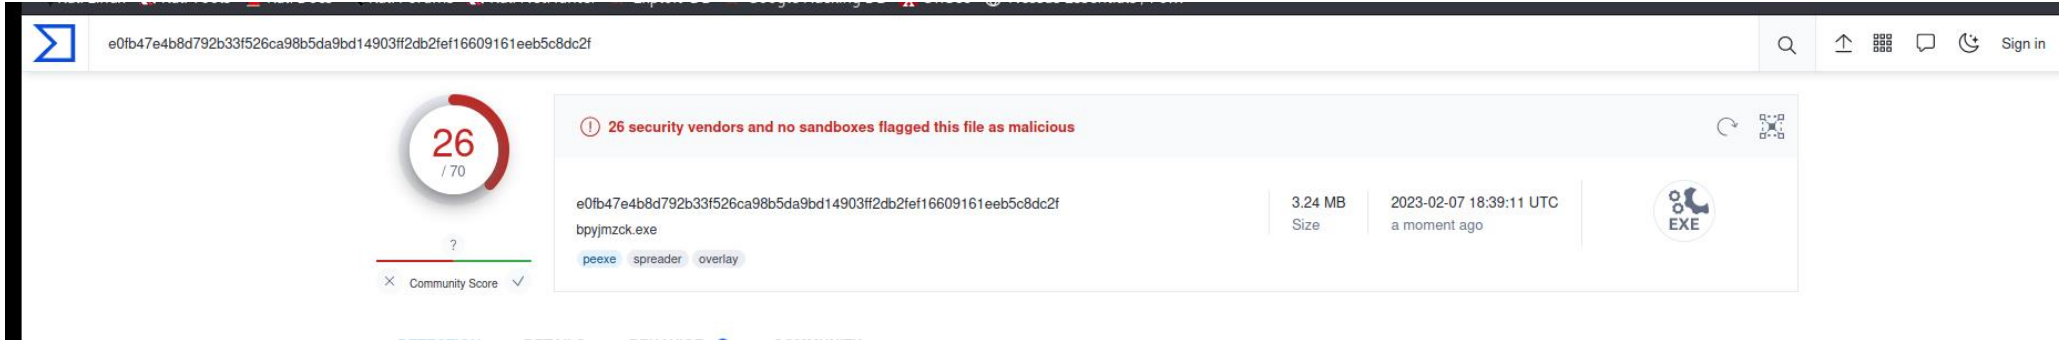 e0fb47e4b8d792b33f526ca98b5da9bd14903ff2db2fef16609161eeb5c8dc2f
Sign in
26
/ 70
26 security vendors and no sandboxes flagged this file as malicious
e0fb47e4b8d792b33f526ca98b5da9bd14903ff2db2fef16609161eeb5c8dc2f
bpyjmzck.exe
peexe spreader overlay
3.24 MB
Size
2023-02-07 18:39:11 UTC
a moment ago
EXE
?
Community Score